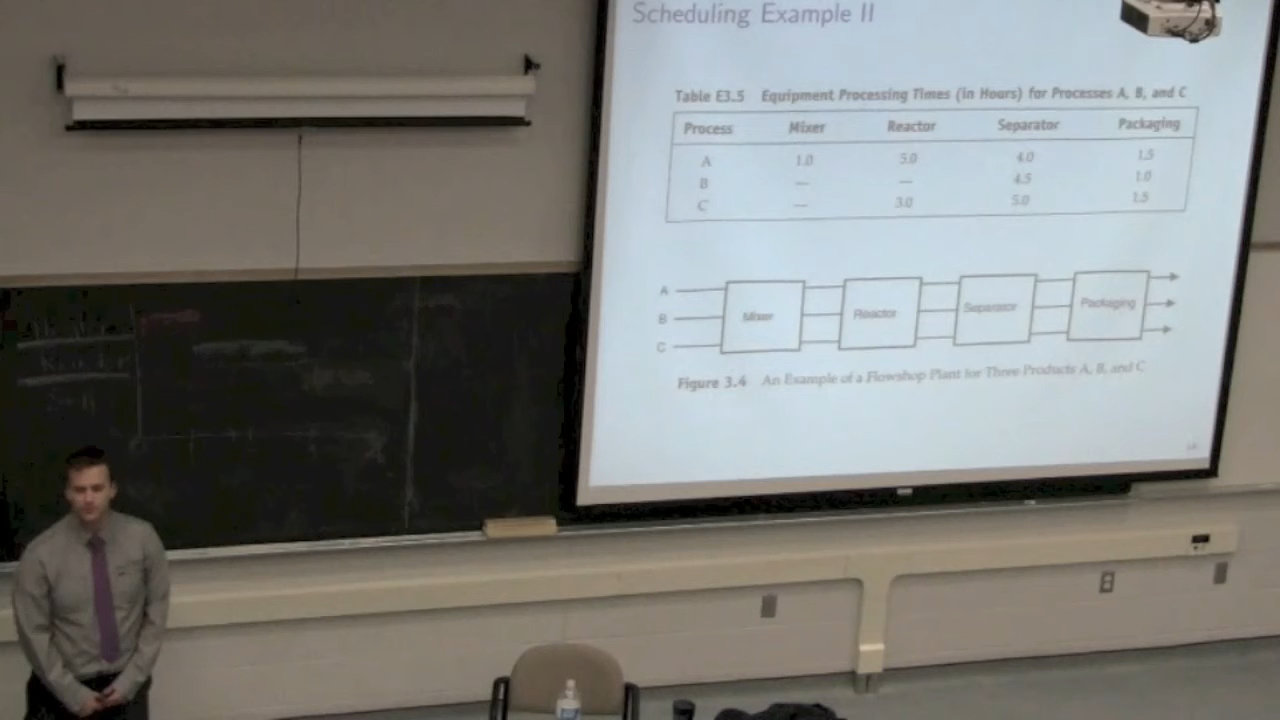 Scheduling Example II
Table E3.5 Equipment Processing Times (in Hours) for Processes A, B, and C
Process Mixer Reactor Separator Packaging
A 1.0 5.0 4.0 1.5
B — — 4.5 1.0
C — 3.0 5.0 1.5
A
B
C
Mixer Reactor Separator Packaging
Figure 3.4 An Example of a Flowshop Plant for Three Products A, B, and C